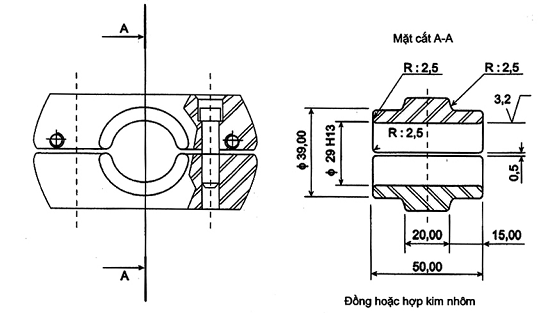 A
A
Mặt cắt A-A
R : 2,5
R : 2,5
3,2
R : 2,5
ϕ 39,00
ϕ 29 H13
0,5
20,00
15,00
50,00
Đồng hoặc hợp kim nhôm